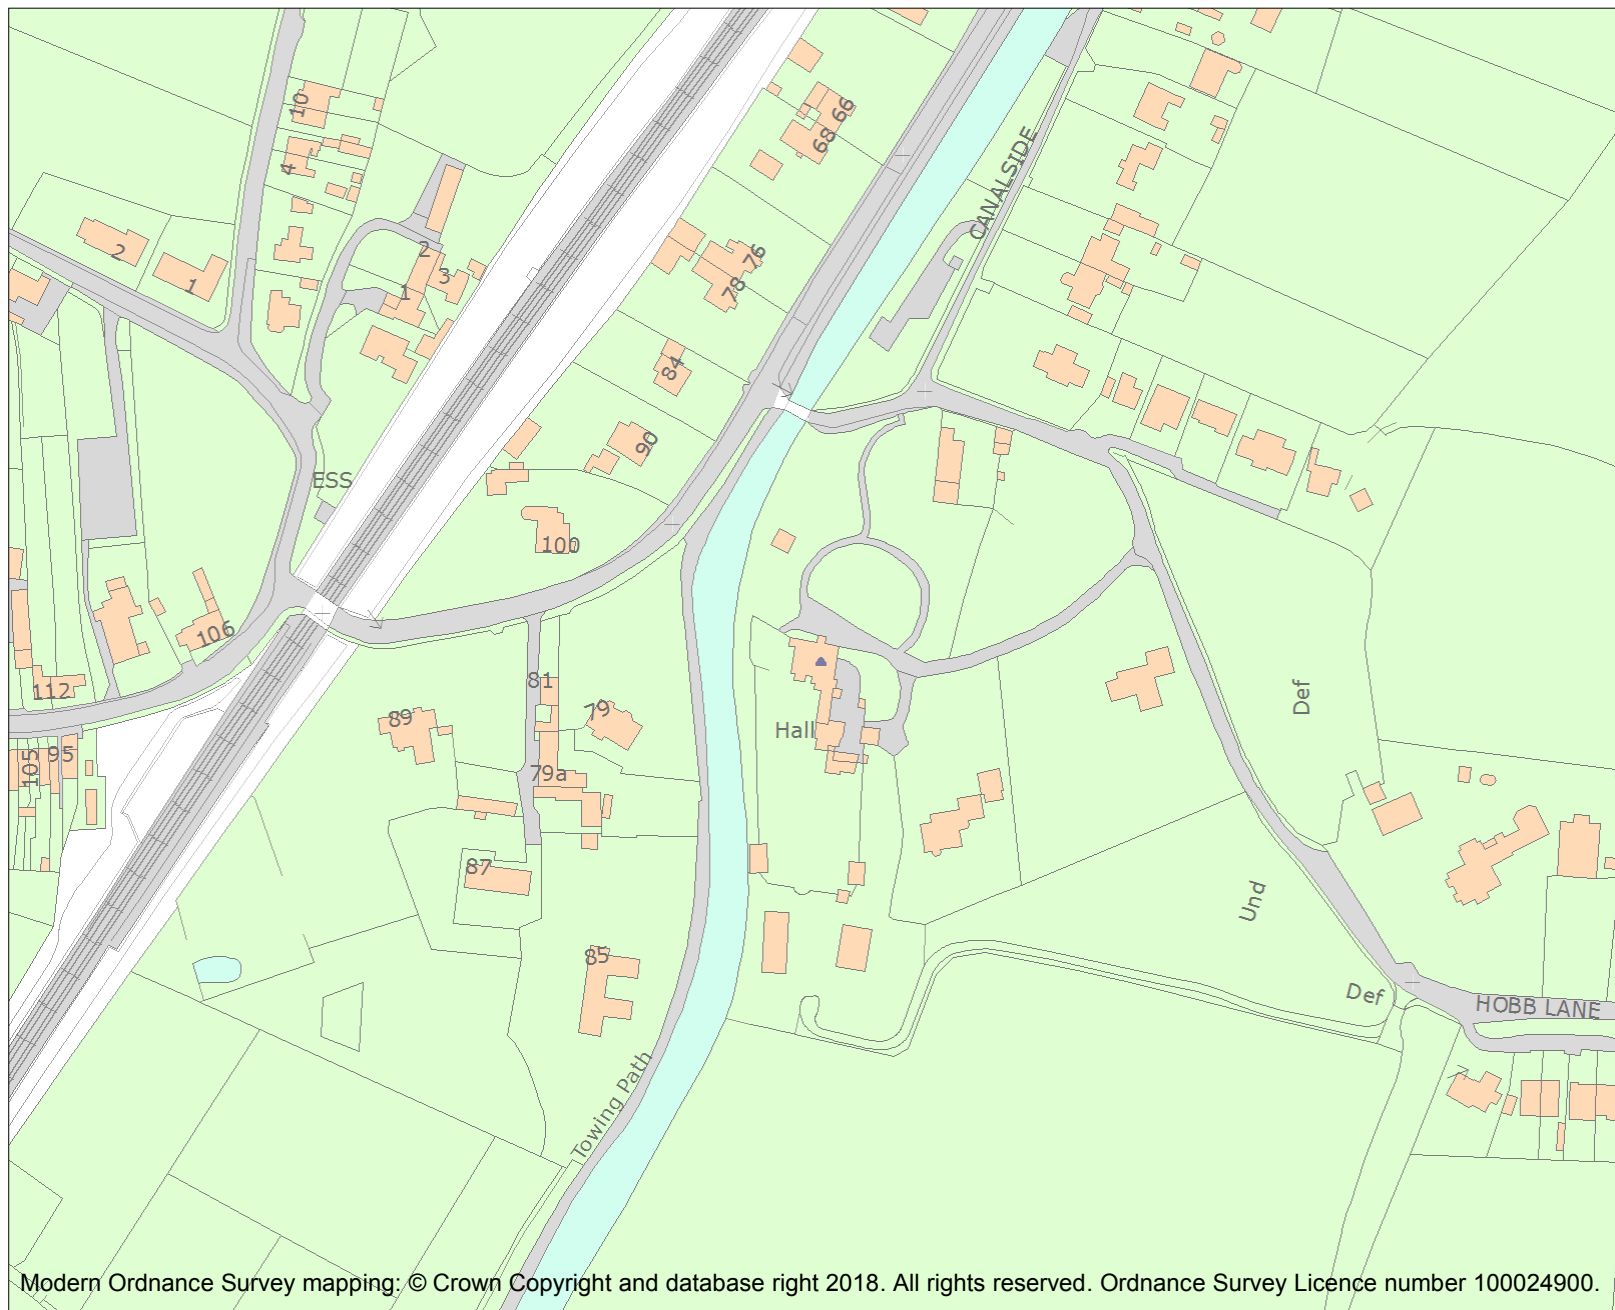 10
66
68
4
CANALSIDE
2
1
2
3
1
76
78
84
90
ESS
100
106
112
81
89
79
Def
Hall
105
95
79a
87
Und
85
Def
HOBB LANE
Towing Path
Modern Ordnance Survey mapping: © Crown Copyright and database right 2018. All rights reserved. Ordnance Survey Licence number 100024900.